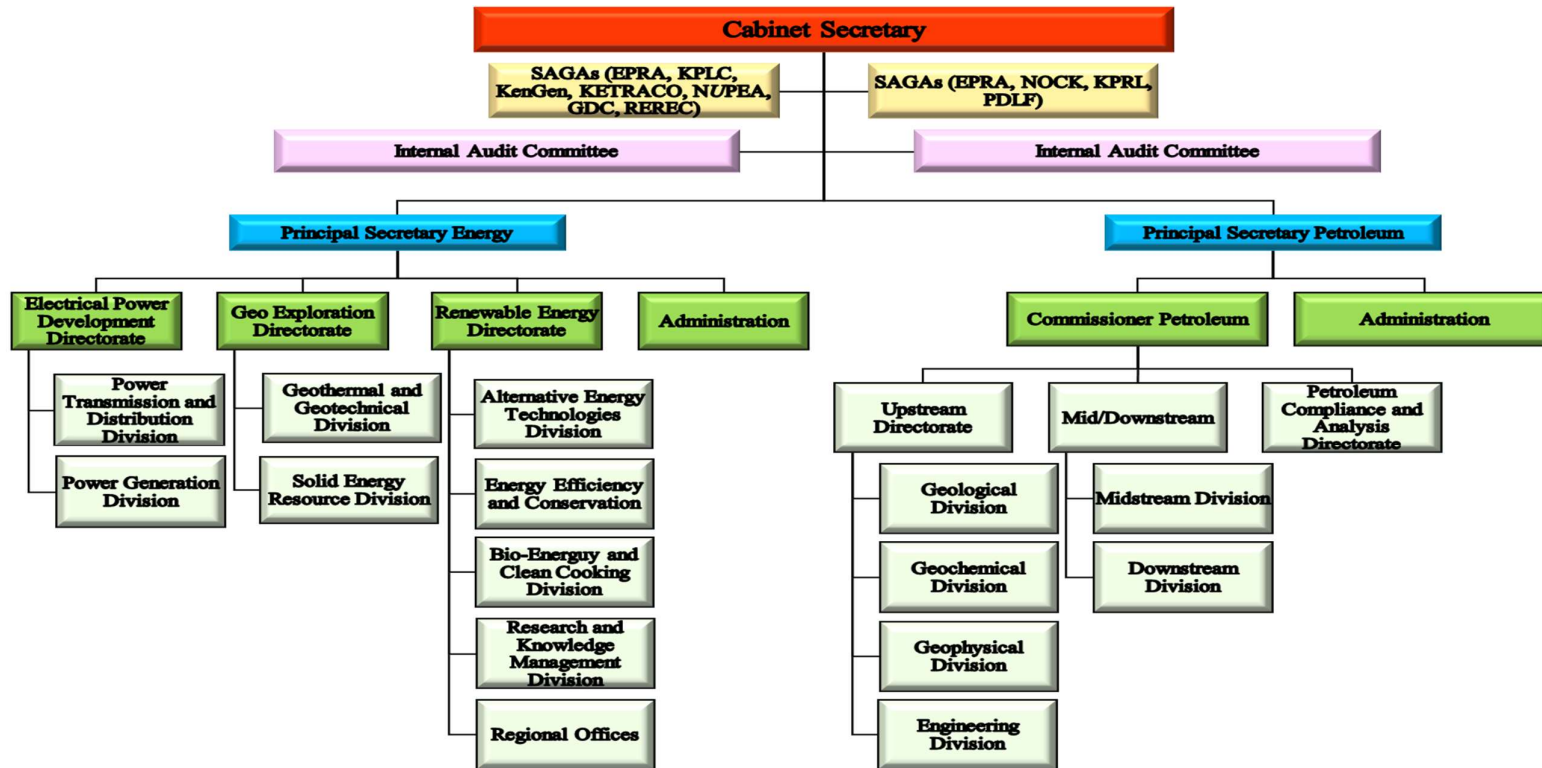 Cabinet Secretary
SAGAs (EPRA, KPLC,
KenGen, KETRACO, NUPEA,
GDC, REREC)
SAGAs (EPRA, NOCK, KPRL,
PDLF)
Internal Audit Committee
Internal Audit Committee
Principal Secretary Energy
Principal Secretary Petroleum
Electrical Power
Development
Directorate
Geo Exploration
Directorate
Renewable Energy
Directorate
Administration
Commissioner Petroleum
Administration
Power
Transmission and
Distribution
Division
Power Generation
Division
Geothermal and
Geotechnical
Division
Solid Energy
Resource Division
Alternative Energy
Technologies
Division
Energy Efficiency
and Conservation
Bio-Energuy and
Clean Cooking
Division
Research and
Knowledge
Management
Division
Regional Offices
Upstream
Directorate
Mid/Downstream
Petroleum
Compliance and
Analysis
Directorate
Geological
Division
Geochemical
Division
Geophysical
Division
Engineering
Division
Midstream Division
Downstream
Division